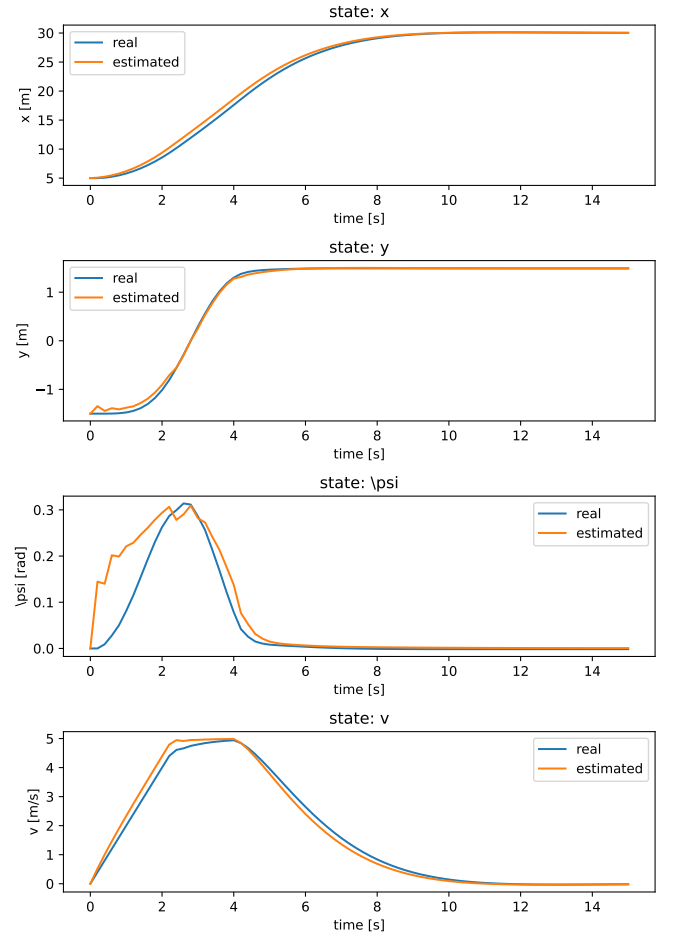 state: x
30
25
20
15
10
5
x [m]
real
estimated
0 2 4 6 8 10 12 14
time [s]
state: y
1
0
−1
y [m]
real
estimated
0 2 4 6 8 10 12 14
time [s]
state: \psi
0.3
0.2
0.1
0.0
\psi [rad]
real
estimated
0 2 4 6 8 10 12 14
time [s]
state: v
5
4
3
2
1
0
v [m/s]
real
estimated
0 2 4 6 8 10 12 14
time [s]